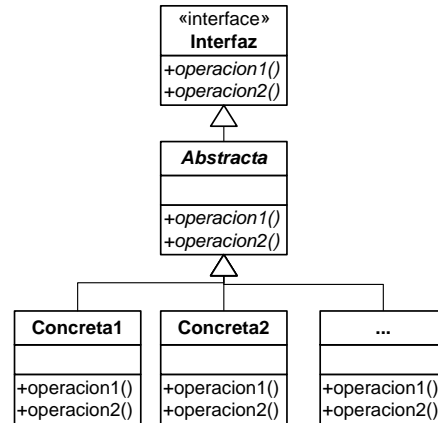 «interface»
Interfaz
+operacion1()
+operacion2()
Abstracta
+operacion1()
+operacion2()
Concreta1
+operacion1()
+operacion2()
Concreta2
+operacion1()
+operacion2()
...
+operacion1()
+operacion2()